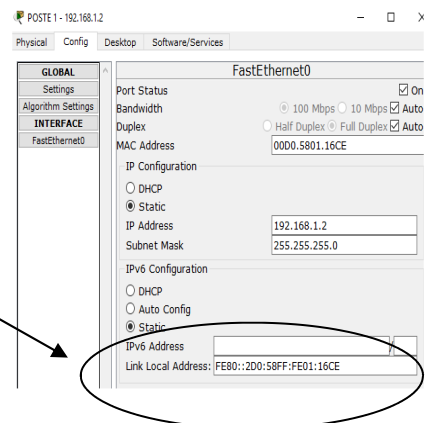 POSTE 1 - 192.168.1.2
Physical Config Desktop Software/Services
GLOBAL
Settings
Algorithm Settings
INTERFACE
FastEthernet0
FastEthernet0
Port Status On
Bandwidth 100 Mbps 10 Mbps Auto
Duplex Half Duplex Full Duplex Auto
MAC Address 00D0.5801.16CE
IP Configuration
DHCP
Static
IP Address 192.168.1.2
Subnet Mask 255.255.255.0
IPv6 Configuration
DHCP
Auto Config
Static
IPv6 Address /
Link Local Address: FE80::2D0:58FF:FE01:16CE